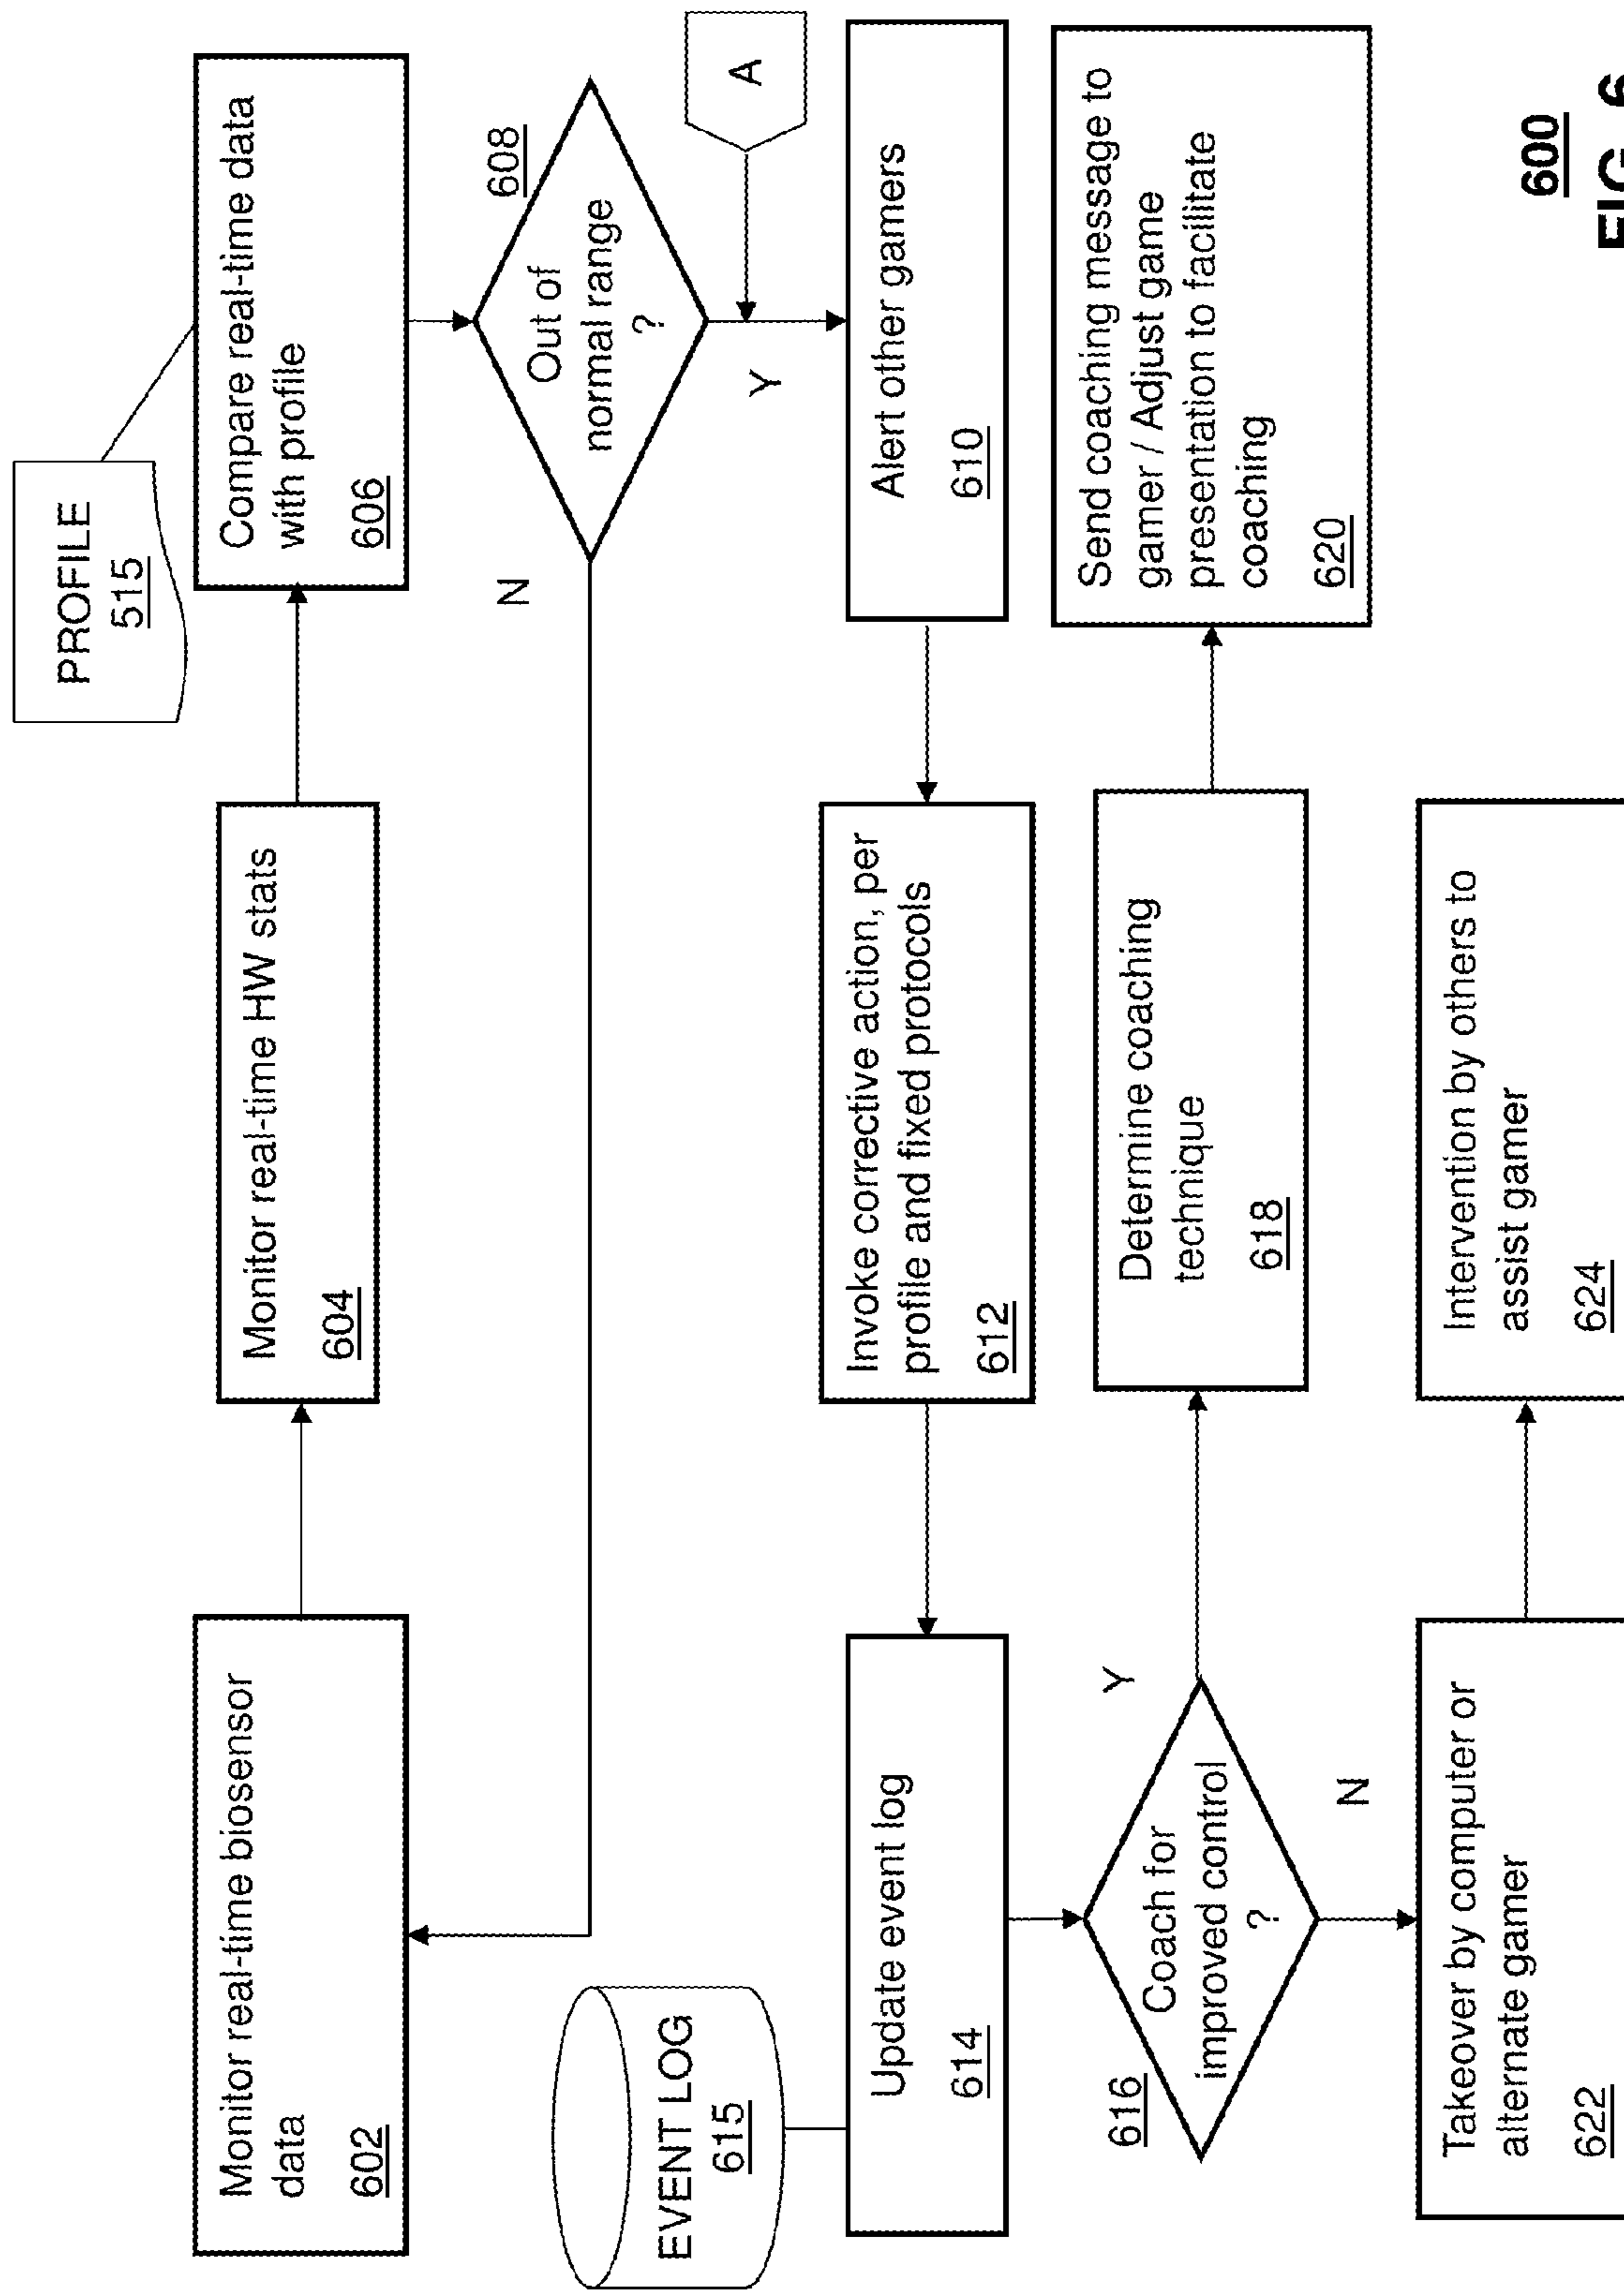 PROFILE
515
Monitor real-time biosensor
data
602
Monitor real-time HW stats
604
Compare real-time data
with profile
606
N
608
Out of
normal range
?
Y
A
EVENT LOG
615
Update event log
614
Invoke corrective action, per
profile and fixed protocols
612
Alert other gamers
610
616
Coach for
improved control
?
Y
N
Determine coaching
technique
618
Send coaching message to
gamer / Adjust game
presentation to facilitate
coaching
620
Takeover by computer or
alternate gamer
622
Intervention by others to
assist gamer
624
600
FIG. 6